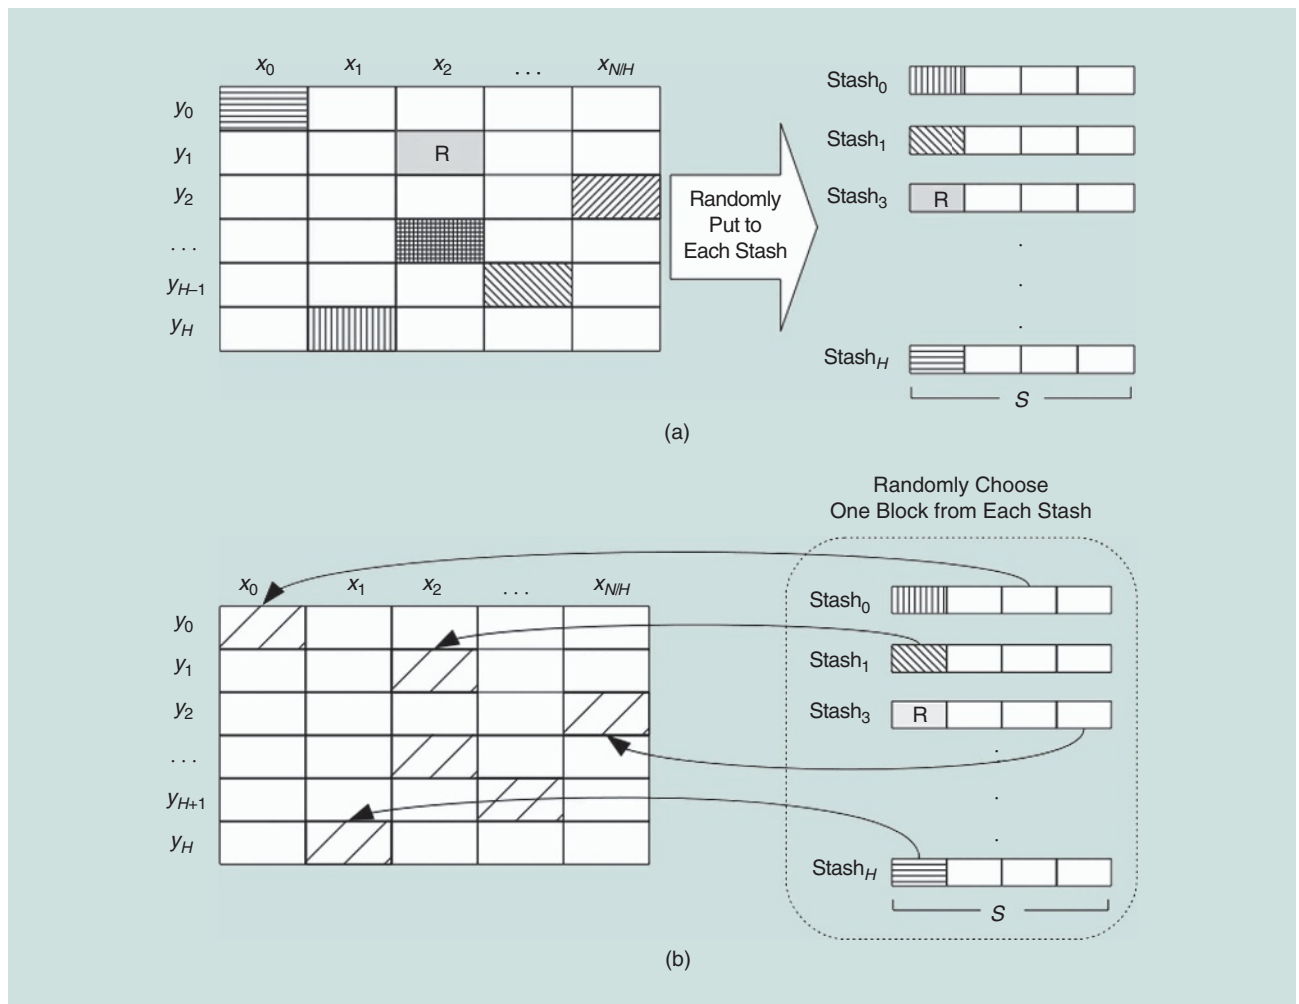 x0 x1 x2 ... xN/H
y0
y1 R
y2
...
yH–1
yH
Randomly
Put to
Each Stash
Stash0
Stash1
Stash3 R
.
.
.
StashH
S
(a)
Randomly Choose
One Block from Each Stash
x0 x1 x2 ... xN/H
y0
y1
y2
...
yH+1
yH
Stash0
Stash1
Stash3 R
.
.
.
StashH
S
(b)